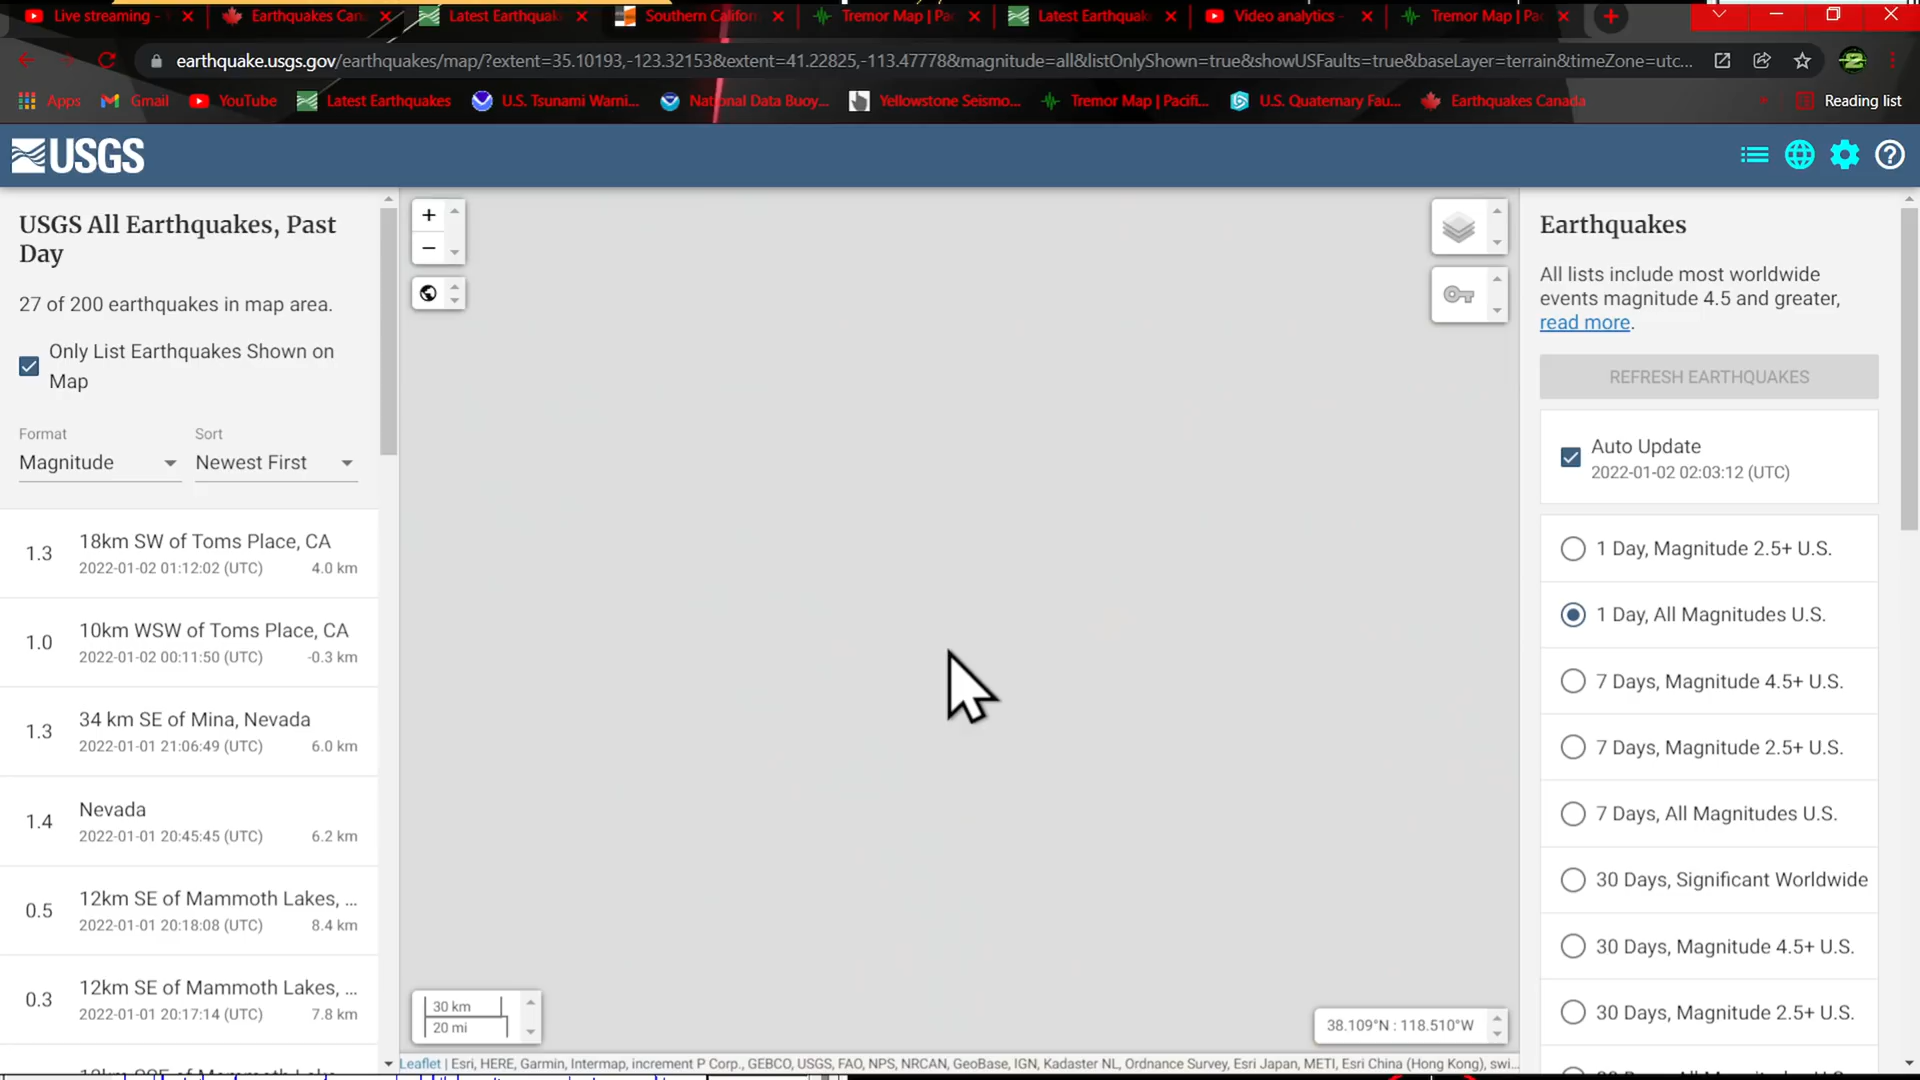 Live streaming -
Earthquakes Can
Latest Earthquak
Southern Californ
Tremor Map | Pac
Latest Earthquak
Video analytics -
Tremor Map | Pac
earthquake.usgs.gov/earthquakes/map/?extent=35.10193,-123.32153&extent=41.22825,-113.47778&magnitude=all&listOnlyShown=true&showUSFaults=true&baseLayer=terrain&timeZone=utc...
Apps
Gmail
YouTube
Latest Earthquakes
U.S. Tsunami Warni...
National Data Buoy...
Yellowstone Seismo...
Tremor Map | Pacifi...
U.S. Quaternary Fau...
Earthquakes Canada
Reading list
USGS
USGS All Earthquakes, Past
Day
27 of 200 earthquakes in map area.
Only List Earthquakes Shown on
Map
Format
Sort
Magnitude
Newest First
1.3
18km SW of Toms Place, CA
2022-01-02 01:12:02 (UTC)
4.0 km
1.0
10km WSW of Toms Place, CA
2022-01-02 00:11:50 (UTC)
-0.3 km
1.3
34 km SE of Mina, Nevada
2022-01-01 21:06:49 (UTC)
6.0 km
1.4
Nevada
2022-01-01 20:45:45 (UTC)
6.2 km
0.5
12km SE of Mammoth Lakes, ...
2022-01-01 20:18:08 (UTC)
8.4 km
0.3
12km SE of Mammoth Lakes, ...
2022-01-01 20:17:14 (UTC)
7.8 km
+
−
30 km
20 mi
38.109°N : 118.510°W
Leaflet | Esri, HERE, Garmin, Intermap, increment P Corp., GEBCO, USGS, FAO, NPS, NRCAN, GeoBase, IGN, Kadaster NL, Ordnance Survey, Esri Japan, METI, Esri China (Hong Kong), swi...
Earthquakes
All lists include most worldwide
events magnitude 4.5 and greater,
read more.
REFRESH EARTHQUAKES
Auto Update
2022-01-02 02:03:12 (UTC)
1 Day, Magnitude 2.5+ U.S.
1 Day, All Magnitudes U.S.
7 Days, Magnitude 4.5+ U.S.
7 Days, Magnitude 2.5+ U.S.
7 Days, All Magnitudes U.S.
30 Days, Significant Worldwide
30 Days, Magnitude 4.5+ U.S.
30 Days, Magnitude 2.5+ U.S.